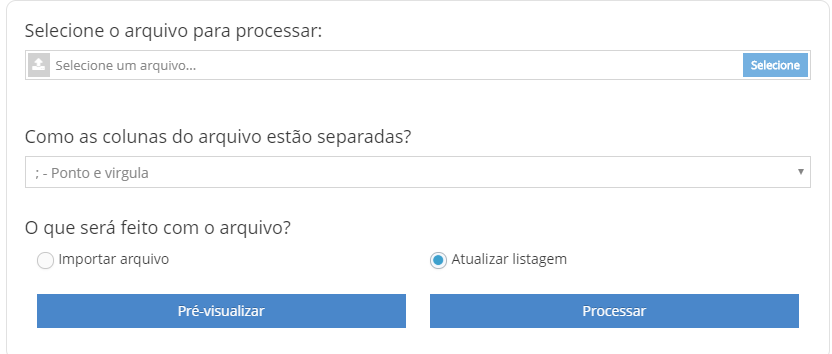 Selecione o arquivo para processar:
Selecione um arquivo... Selecione
Como as colunas do arquivo estão separadas?
; - Ponto e virgula
O que será feito com o arquivo?
Importar arquivo Atualizar listagem
Pré-visualizar Processar